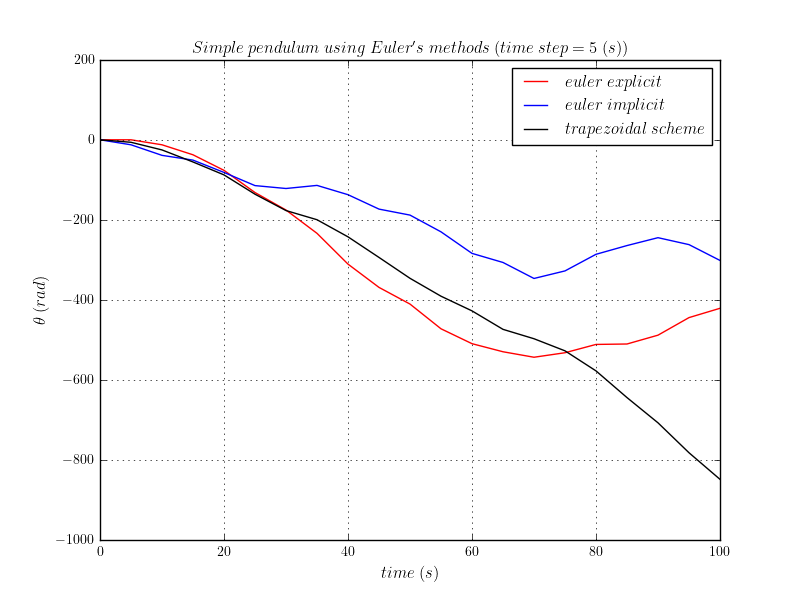 Simple pendulum using Euler's methods (time step = 5 (s))
euler explicit
euler implicit
trapezoidal scheme
200
0
−200
−400
−600
−800
−1000
θ (rad)
0 20 40 60 80 100
time (s)